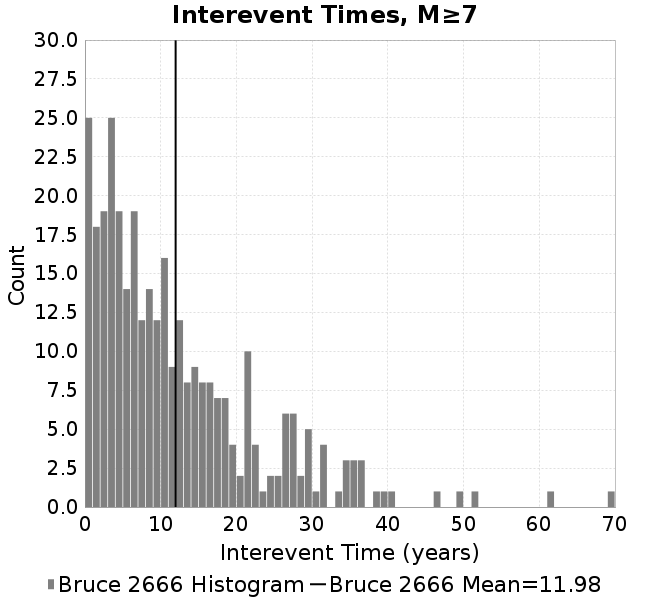 Interevent Times, M≥7
30.0
27.5
25.0
22.5
20.0
17.5
15.0
12.5
10.0
7.5
5.0
2.5
0.0
Count
0 10 20 30 40 50 60 70
Interevent Time (years)
Bruce 2666 Histogram Bruce 2666 Mean=11.98